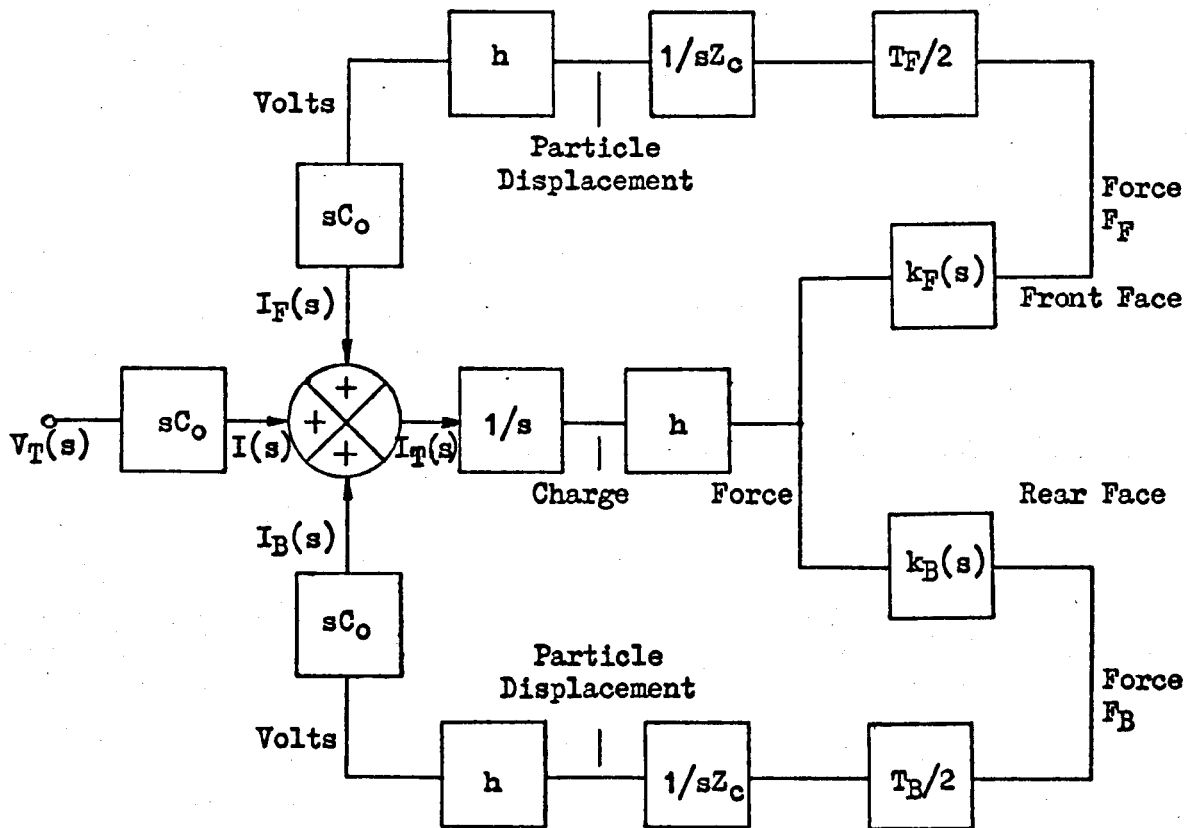 h
1/sZc
TF/2
Volts
Particle
Displacement
sCo
Force
FF
kF(s)
Front Face
IF(s)
+
+
+
VT(s)
sCo
I(s)
IT(s)
1/s
h
Charge
Force
Rear Face
IB(s)
kB(s)
sCo
Particle
Displacement
Force
FB
Volts
h
1/sZc
TB/2